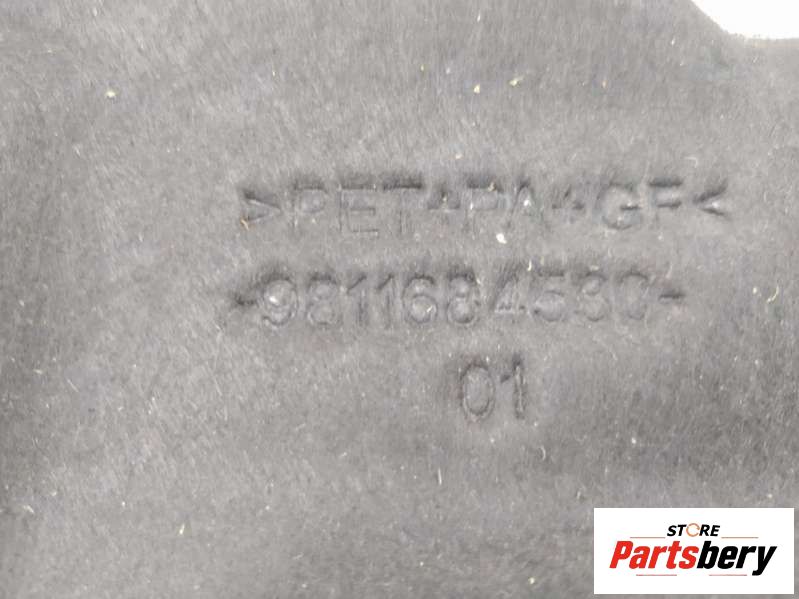 >PET+PA+GF<
-9811684580-
01
STORE
Partsbery